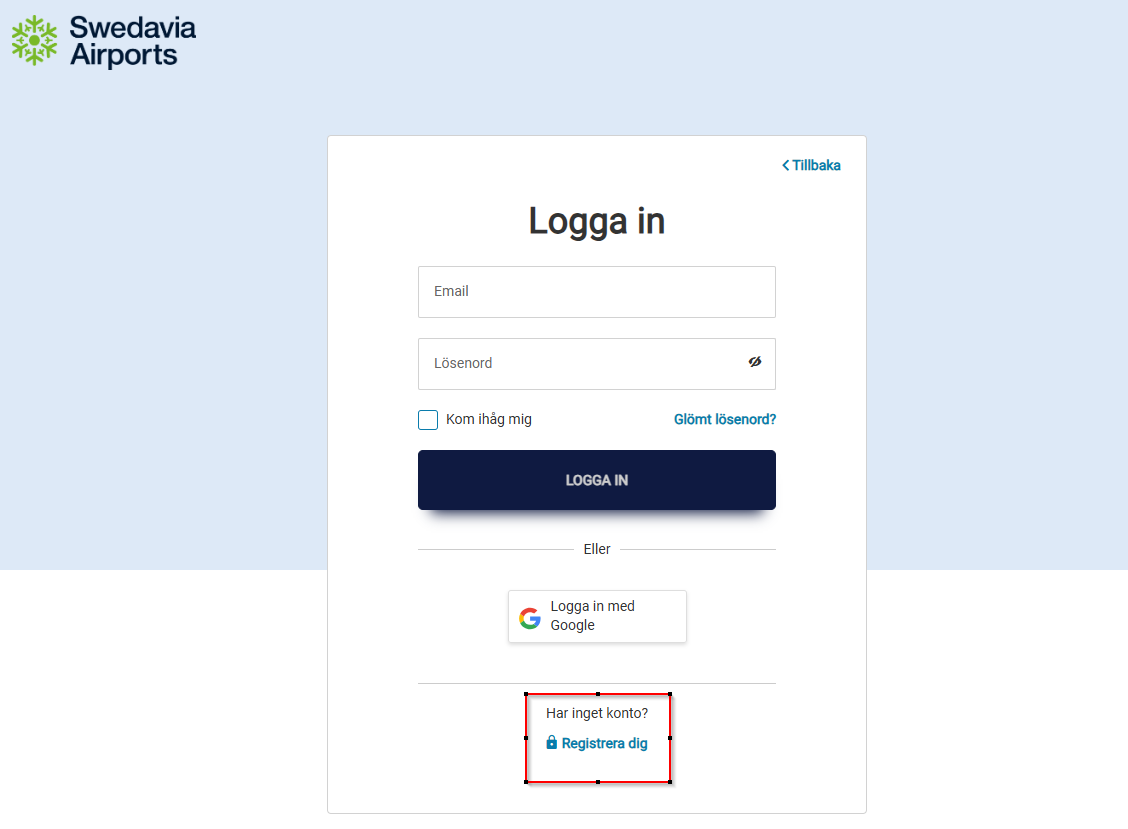 Swedavia
Airports
Tillbaka
Logga in
Email
Lösenord
Kom ihåg mig
Glömt lösenord?
LOGGA IN
Eller
Logga in med
Google
Har inget konto?
Registrera dig